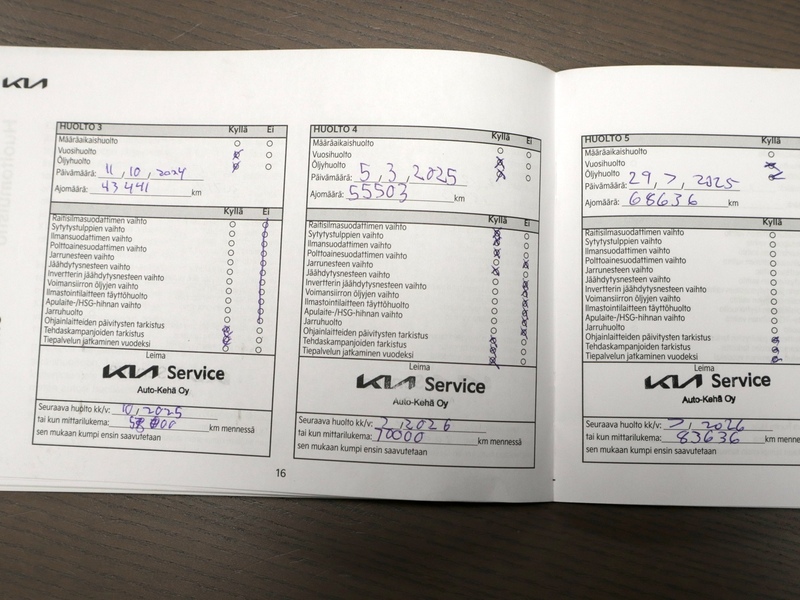 KIA
HUOLTO 3
Kyllä Ei
Määräaikaishuolto
Vuosihuolto
Öljyhuolto
Päivämäärä: 11, 10, 2024
Ajomäärä: 43 441 km
Kyllä Ei
Raitisilmasuodattimen vaihto
Sytytystulppien vaihto
Ilmansuodattimen vaihto
Polttoainesuodattimen vaihto
Jarrunesteen vaihto
Jäähdytysnesteen vaihto
Invertterin jäähdytysnesteen vaihto
Voimansiirron öljyjen vaihto
Ilmastointilaitteen täyttöhuolto
Apulaite-/HSG-hihnan vaihto
Jarruhuolto
Ohjainlaitteiden päivitysten tarkistus
Tehdaskampanjoiden tarkistus
Tiepalvelun jatkaminen vuodeksi
Leima
KIA Service
Auto-Kehä Oy
Seuraava huolto kk/v: 10, 2025
tai kun mittarilukema: km mennessä
sen mukaan kumpi ensin saavutetaan
16
HUOLTO 4
Kyllä Ei
Määräaikaishuolto
Vuosihuolto
Öljyhuolto
Päivämäärä: 5, 3, 2025
Ajomäärä: 55503 km
Kyllä Ei
Raitisilmasuodattimen vaihto
Sytytystulppien vaihto
Ilmansuodattimen vaihto
Polttoainesuodattimen vaihto
Jarrunesteen vaihto
Jäähdytysnesteen vaihto
Invertterin jäähdytysnesteen vaihto
Voimansiirron öljyjen vaihto
Ilmastointilaitteen täyttöhuolto
Apulaite-/HSG-hihnan vaihto
Jarruhuolto
Ohjainlaitteiden päivitysten tarkistus
Tehdaskampanjoiden tarkistus
Tiepalvelun jatkaminen vuodeksi
Leima
KIA Service
Auto-Kehä Oy
Seuraava huolto kk/v: 2026
tai kun mittarilukema: 70000 km mennessä
sen mukaan kumpi ensin saavutetaan
HUOLTO 5
Kyllä
Määräaikaishuolto
Vuosihuolto
Öljyhuolto
Päivämäärä: 29, 7, 2025
Ajomäärä: 68636 km
Kyllä
Raitisilmasuodattimen vaihto
Sytytystulppien vaihto
Ilmansuodattimen vaihto
Polttoainesuodattimen vaihto
Jarrunesteen vaihto
Jäähdytysnesteen vaihto
Invertterin jäähdytysnesteen vaihto
Voimansiirron öljyjen vaihto
Ilmastointilaitteen täyttöhuolto
Apulaite-/HSG-hihnan vaihto
Jarruhuolto
Ohjainlaitteiden päivitysten tarkistus
Tehdaskampanjoiden tarkistus
Tiepalvelun jatkaminen vuodeksi
Leima
KIA Service
Auto-Kehä Oy
Seuraava huolto kk/v: 7, 2026
tai kun mittarilukema: 83636 km menne
sen mukaan kumpi ensin saavutetaan